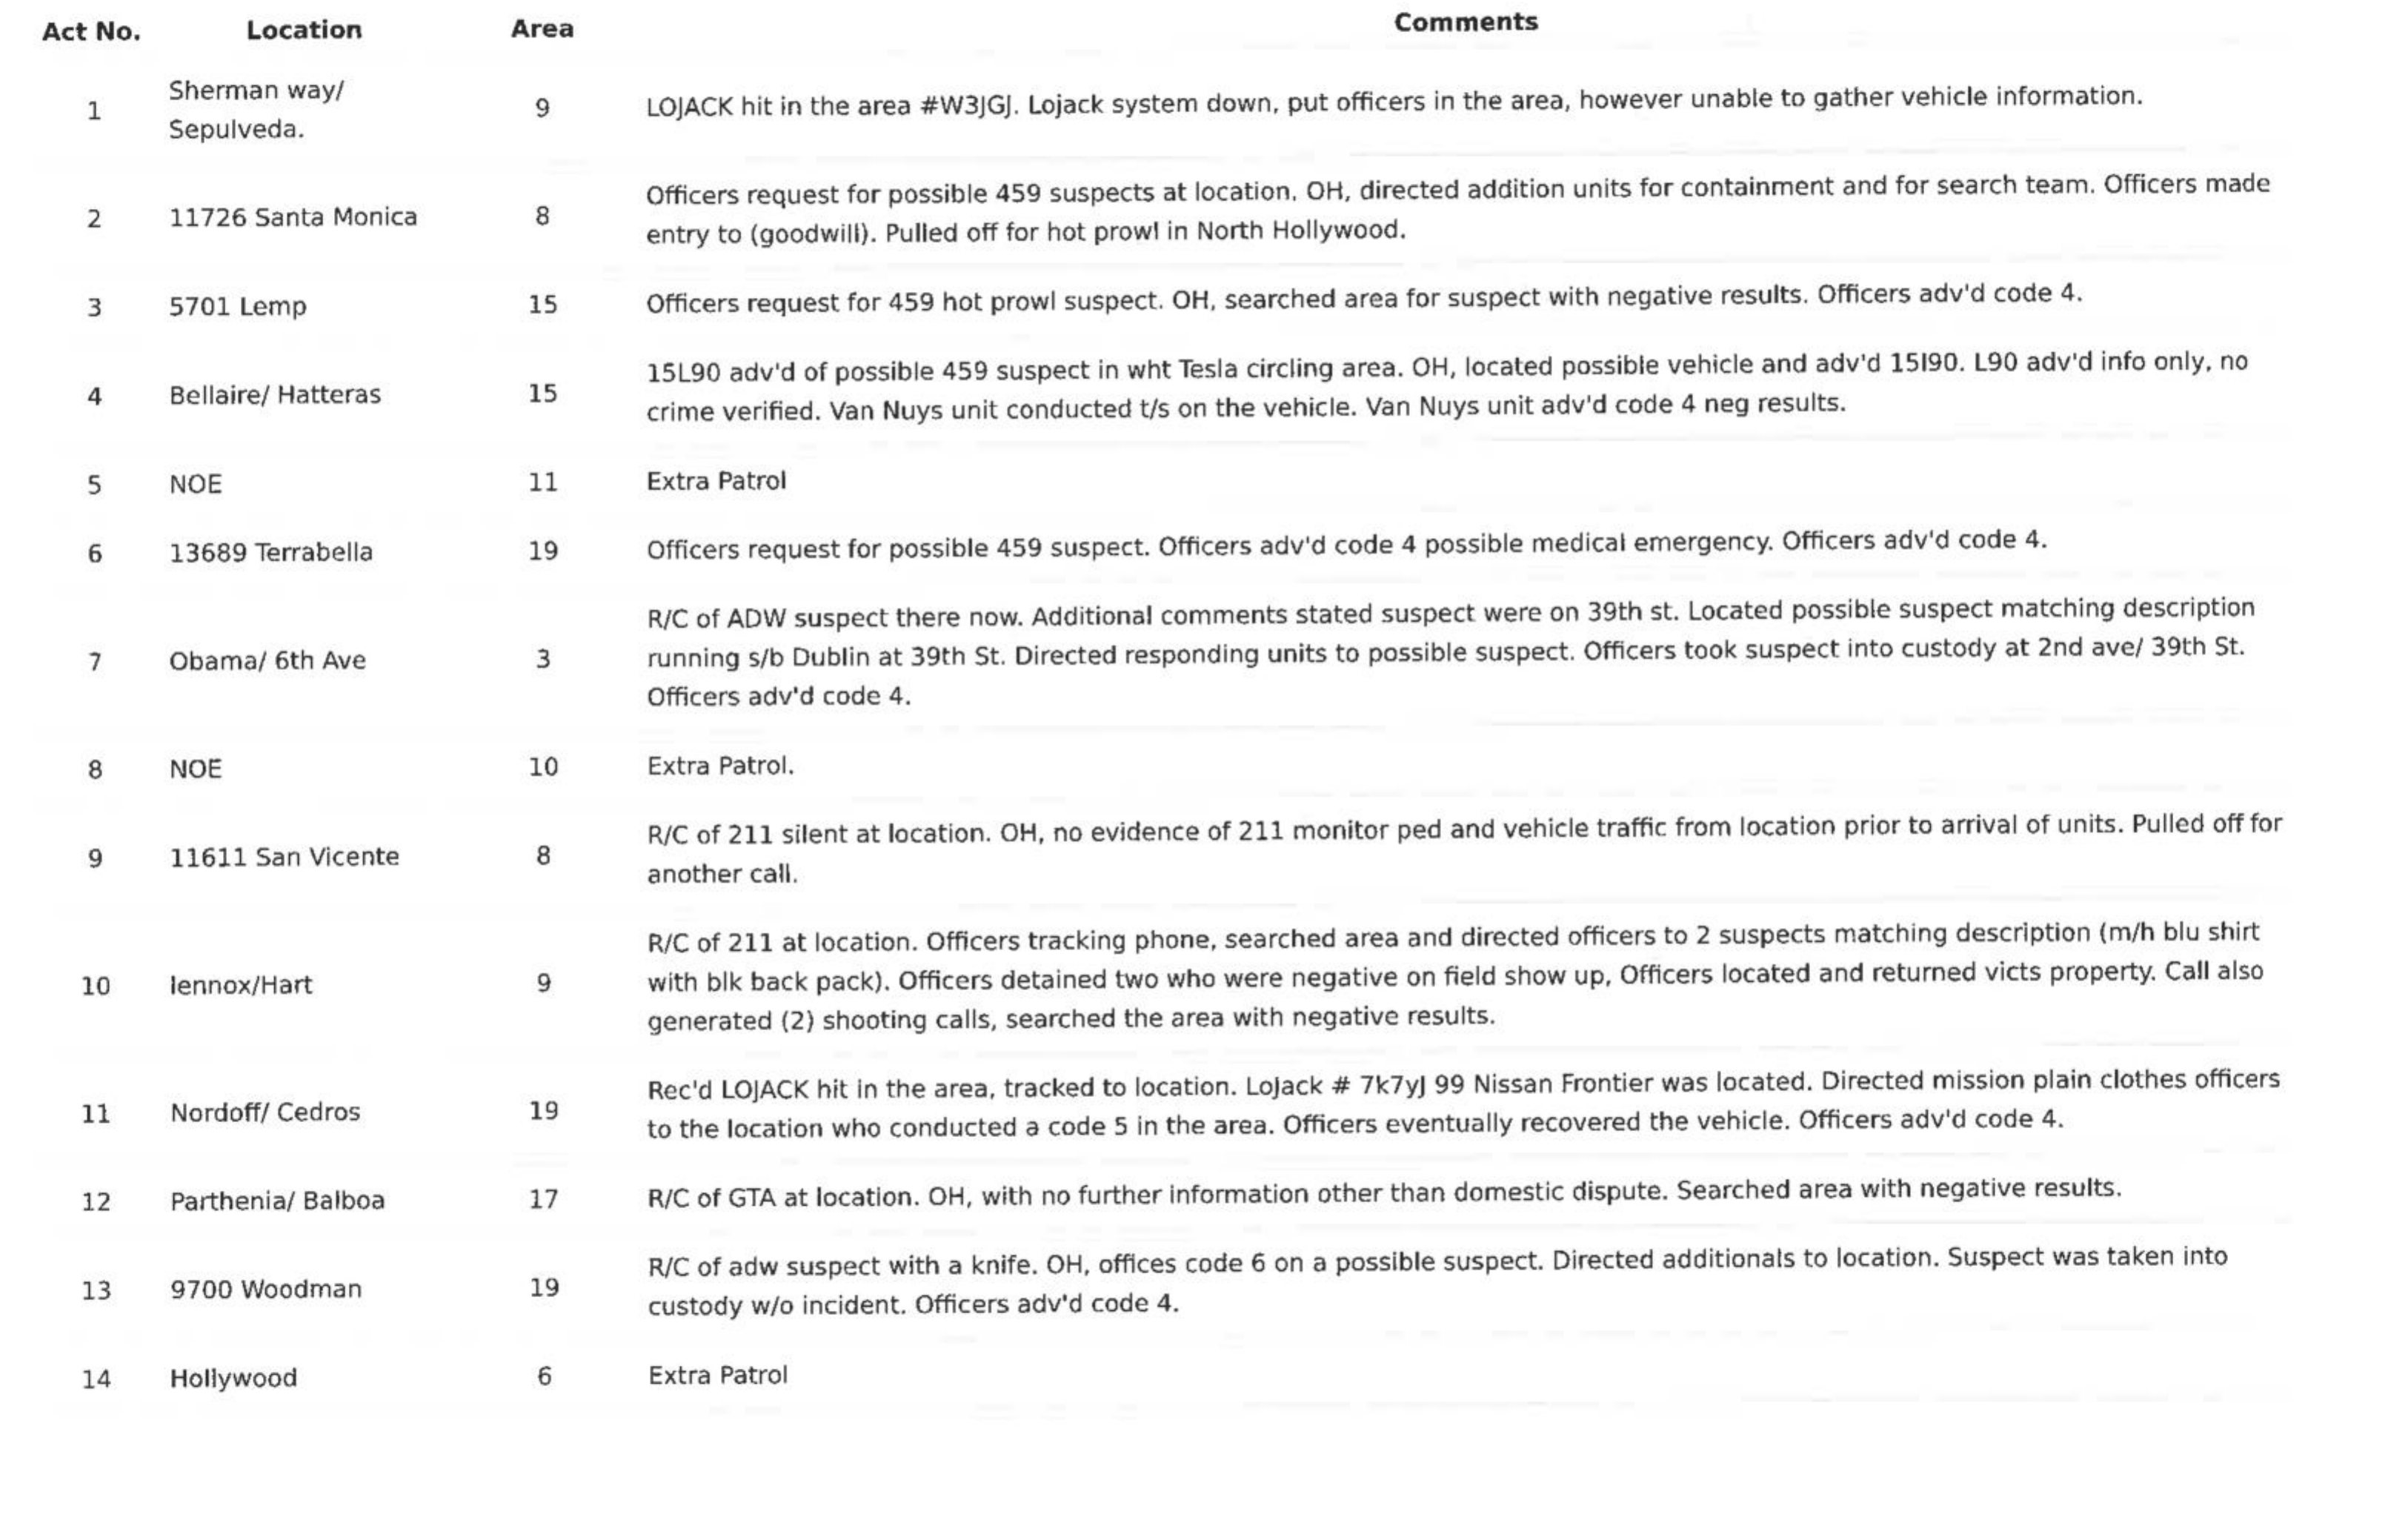 Act No. Location Area Comments
1 Sherman way/ Sepulveda. 9 LOJACK hit in the area #W3JGJ. Lojack system down, put officers in the area, however unable to gather vehicle information.
2 11726 Santa Monica 8 Officers request for possible 459 suspects at location. OH, directed addition units for containment and for search team. Officers made
entry to (goodwill). Pulled off for hot prowl in North Hollywood.
3 5701 Lemp 15 Officers request for 459 hot prowl suspect. OH, searched area for suspect with negative results. Officers adv'd code 4.
4 Bellaire/ Hatteras 15 15L90 adv'd of possible 459 suspect in wht Tesla circling area. OH, located possible vehicle and adv'd 15l90. L90 adv'd info only, no
crime verified. Van Nuys unit conducted t/s on the vehicle. Van Nuys unit adv'd code 4 neg results.
5 NOE 11 Extra Patrol
6 13689 Terrabella 19 Officers request for possible 459 suspect. Officers adv'd code 4 possible medical emergency. Officers adv'd code 4.
7 Obama/ 6th Ave 3 R/C of ADW suspect there now. Additional comments stated suspect were on 39th st. Located possible suspect matching description
running s/b Dublin at 39th St. Directed responding units to possible suspect. Officers took suspect into custody at 2nd ave/ 39th St.
Officers adv'd code 4.
8 NOE 10 Extra Patrol.
9 11611 San Vicente 8 R/C of 211 silent at location. OH, no evidence of 211 monitor ped and vehicle traffic from location prior to arrival of units. Pulled off for
another call.
10 lennox/Hart 9 R/C of 211 at location. Officers tracking phone, searched area and directed officers to 2 suspects matching description (m/h blu shirt
with blk back pack). Officers detained two who were negative on field show up, Officers located and returned victs property. Call also
generated (2) shooting calls, searched the area with negative results.
11 Nordoff/ Cedros 19 Rec'd LOJACK hit in the area, tracked to location. LoJack # 7k7yJ 99 Nissan Frontier was located. Directed mission plain clothes officers
to the location who conducted a code 5 in the area. Officers eventually recovered the vehicle. Officers adv'd code 4.
12 Parthenia/ Balboa 17 R/C of GTA at location. OH, with no further information other than domestic dispute. Searched area with negative results.
13 9700 Woodman 19 R/C of adw suspect with a knife. OH, offices code 6 on a possible suspect. Directed additionals to location. Suspect was taken into
custody w/o incident. Officers adv'd code 4.
14 Hollywood 6 Extra Patrol